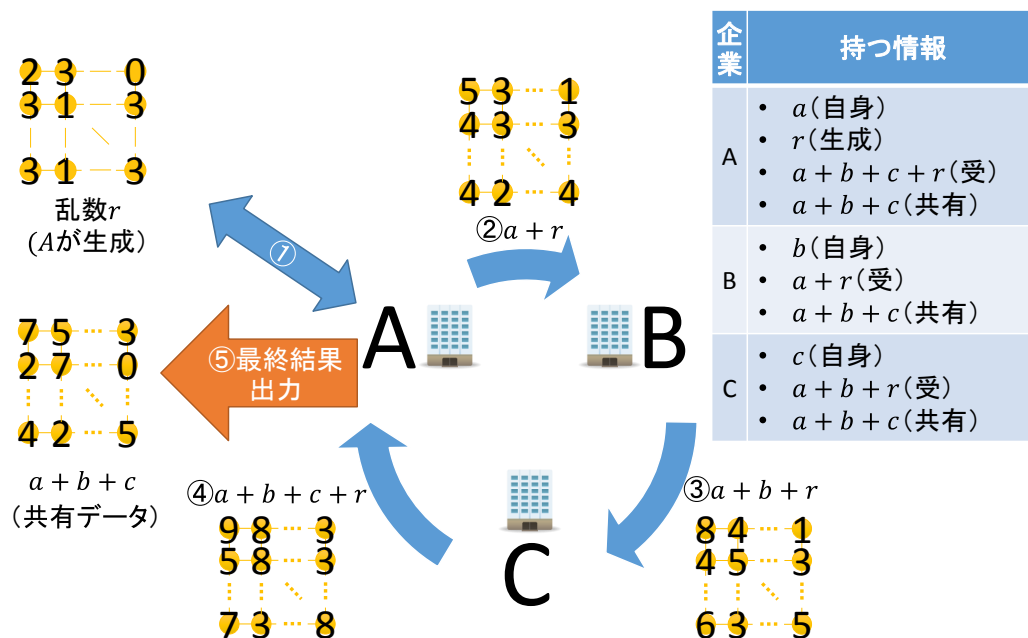 2 3 0
3 1 3
3 1 3
乱数r
(Aが生成)
①
5 3 … 1
4 3 … 3
4 2 … 4
②a + r
A
B
C
⑤最終結果
出力
7 5 … 3
2 7 … 0
4 2 … 5
a + b + c
(共有データ)
④a + b + c + r
9 8 … 3
5 8 … 3
7 3 … 8
③a + b + r
8 4 … 1
4 5 … 3
6 3 … 5
企業 持つ情報
A
• a(自身)
• r(生成)
• a + b + c + r(受)
• a + b + c(共有)
B
• b(自身)
• a + r(受)
• a + b + c(共有)
C
• c(自身)
• a + b + r(受)
• a + b + c(共有)